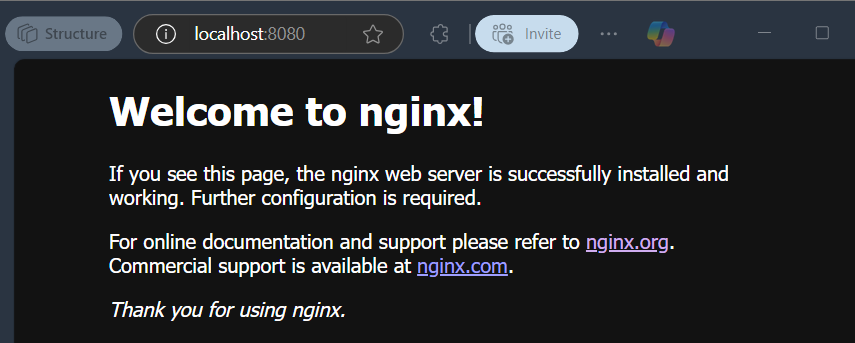 Structure
localhost:8080
Invite
Welcome to nginx!
If you see this page, the nginx web server is successfully installed and
working. Further configuration is required.
For online documentation and support please refer to nginx.org.
Commercial support is available at nginx.com.
Thank you for using nginx.